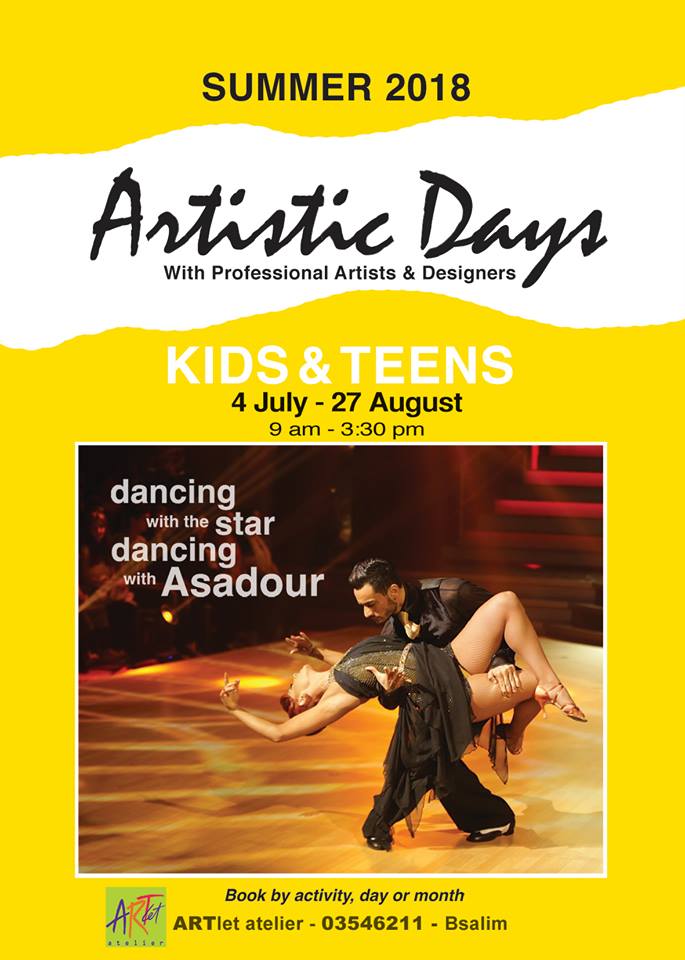 SUMMER 2018
Artistic Days
With Professional Artists & Designers
KIDS & TEENS
4 July - 27 August
9 am - 3:30 pm
dancing
with the star
dancing
with Asadour
Book by activity, day or month
ARTlet atelier - 03546211 - Bsalim
ARTlet
atelier